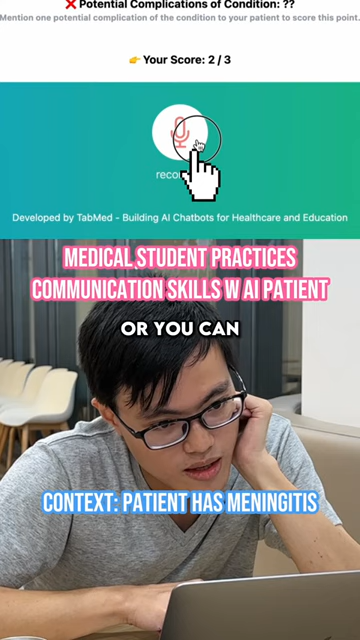 ❌ Potential Complications of Condition: ??
Mention one potential complication of the condition to your patient to score this point.
👉 Your Score: 2 / 3
reco
Developed by TabMed - Building AI Chatbots for Healthcare and Education
MEDICAL STUDENT PRACTICES
COMMUNICATION SKILLS W AI PATIENT
OR YOU CAN
CONTEXT: PATIENT HAS MENINGITIS